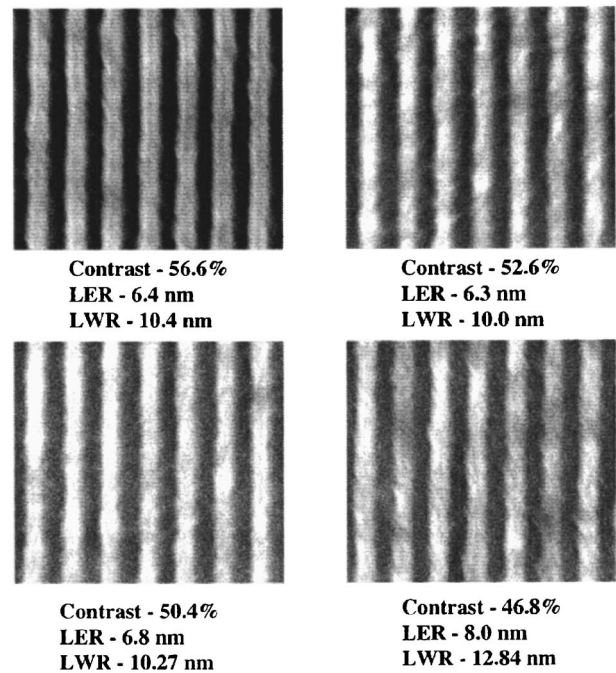 Contrast - 56.6%
LER - 6.4 nm
LWR - 10.4 nm
Contrast - 52.6%
LER - 6.3 nm
LWR - 10.0 nm
Contrast - 50.4%
LER - 6.8 nm
LWR - 10.27 nm
Contrast - 46.8%
LER - 8.0 nm
LWR - 12.84 nm